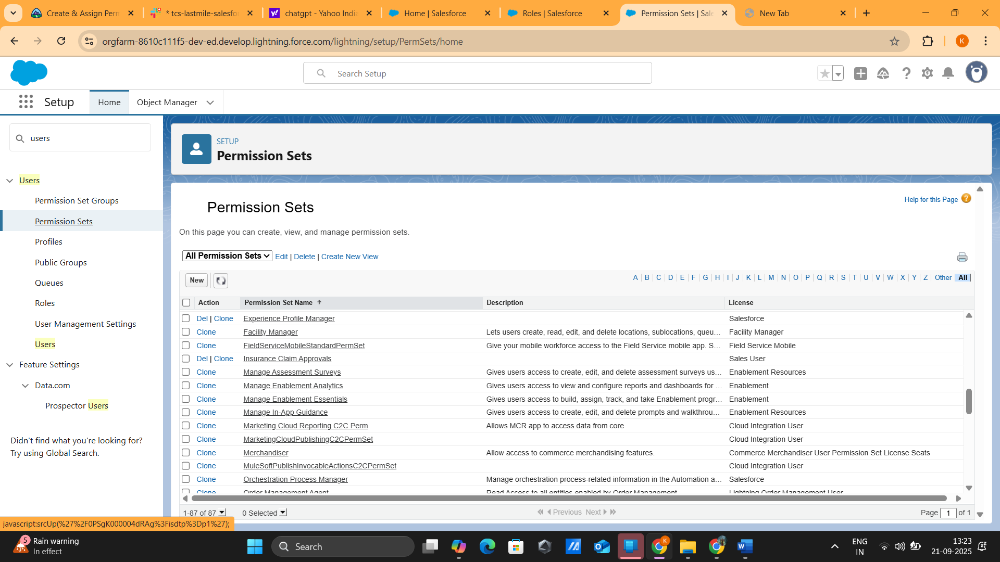 Create & Assign Perm
* tcs-lastmile-salesfor
chatgpt - Yahoo India
Home | Salesforce
Roles | Salesforce
Permission Sets | Sale
New Tab
orgfarm-8610c111f5-dev-ed.develop.lightning.force.com/lightning/setup/PermSets/home
K
Search Setup
Setup
Home
Object Manager
users
Users
Permission Set Groups
Permission Sets
Profiles
Public Groups
Queues
Roles
User Management Settings
Users
Feature Settings
Data.com
Prospector Users
Didn't find what you're looking for?
Try using Global Search.
SETUP
Permission Sets
Permission Sets
Help for this Page ?
On this page you can create, view, and manage permission sets.
All Permission Sets Edit | Delete | Create New View
New
A | B | C | D | E | F | G | H | I | J | K | L | M | N | O | P | Q | R | S | T | U | V | W | X | Y | Z | Other | All
Action Permission Set Name Description License
Del | Clone Experience Profile Manager Salesforce
Clone Facility Manager Lets users create, read, edit, and delete locations, sublocations, queu... Facility Manager
Clone FieldServiceMobileStandardPermSet Give your mobile workforce access to the Field Service mobile app. S... Field Service Mobile
Del | Clone Insurance Claim Approvals Sales User
Clone Manage Assessment Surveys Gives users access to create, edit, and delete assessment surveys us... Enablement Resources
Clone Manage Enablement Analytics Gives users access to view and configure reports and dashboards for ... Enablement
Clone Manage Enablement Essentials Gives users access to build, assign, track, and take Enablement progr... Enablement
Clone Manage In-App Guidance Gives users access to create, edit, and delete prompts and walkthrou... Enablement Resources
Clone Marketing Cloud Reporting C2C Perm Allows MCR app to access data from core Cloud Integration User
Clone MarketingCloudPublishingC2CPermSet Cloud Integration User
Clone Merchandiser Allow access to commerce merchandising features. Commerce Merchandiser User Permission Set License Seats
Clone MuleSoftPublishInvocableActionsC2CPermSet Cloud Integration User
Clone Orchestration Process Manager Manage orchestration process-related information in the Automation a... Salesforce
Clone Order Management Agent Read Access to all entities enabled by Order Management Lightning Order Management User
1-87 of 87 0 Selected Previous Next Page 1 of 1
javascript:srcUp(%27%2F0PSgK000004dRAg%3Fisdtp%3Dp1%27);
5
Rain warning
In effect
Search
K
ENG
IN
13:23
21-09-2025